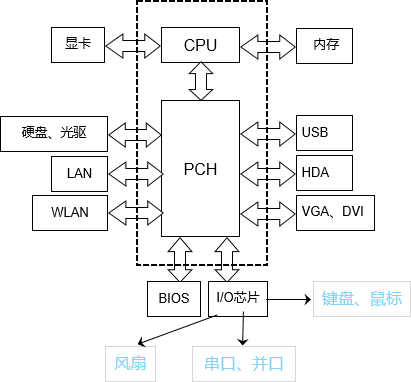 显卡
CPU
内存
硬盘、光驱
USB
LAN
PCH
HDA
WLAN
VGA、DVI
BIOS
I/O芯片
键盘、鼠标
风扇
串口、并口